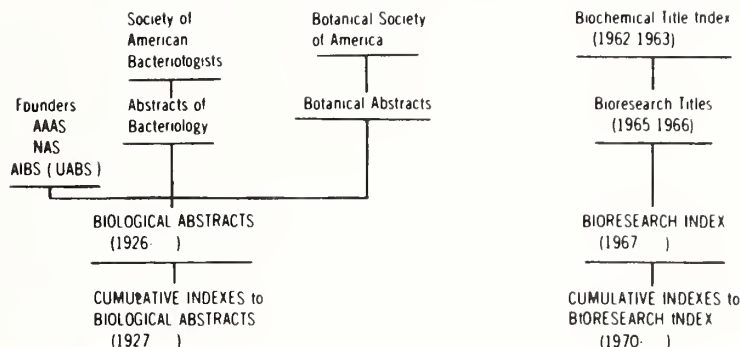 Society of
American
Bacteriologists
Botanical Society
of America
Biochemical Title Index
(1962 1963)
Founders
AAAS
NAS
AIBS (UABS)
Abstracts of
Bacteriology
Botanical Abstracts
Bioresearch Titles
(1965 1966)
BIOLOGICAL ABSTRACTS
(1926- )
BIORESEARCH INDEX
(1967 )
CUMULATIVE INDEXES to
BIOLOGICAL ABSTRACTS
(1927 )
CUMULATIVE INDEXES to
BIORESEARCH INDEX
(1970- )